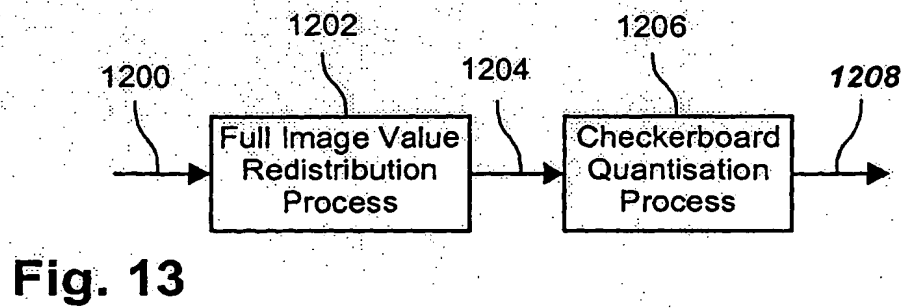 1200
1202
1204
1206
1208
Full Image Value
Redistribution
Process
Checkerboard
Quantisation
Process
Fig. 13